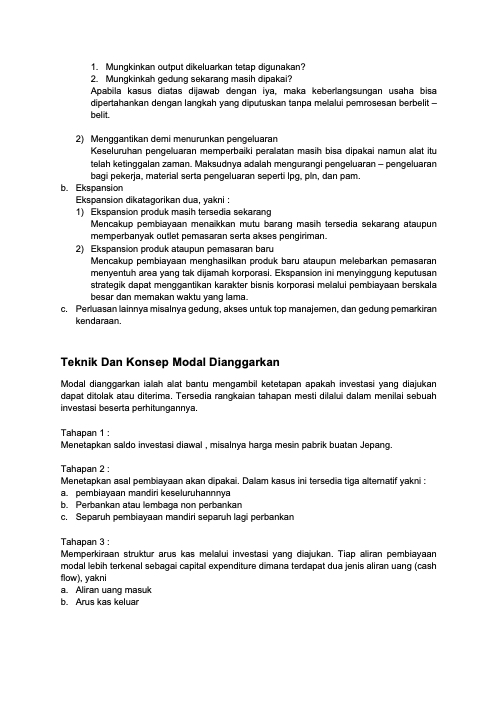 1. Mungkinkan output dikeluarkan tetap digunakan?
2. Mungkinkah gedung sekarang masih dipakai?
Apabila kasus diatas dijawab dengan iya, maka keberlangsungan usaha bisa
dipertahankan dengan langkah yang diputuskan tanpa melalui pemrosesan berbelit –
belit.
2) Menggantikan demi menurunkan pengeluaran
Keseluruhan pengeluaran memperbaiki peralatan masih bisa dipakai namun alat itu
telah ketinggalan zaman. Maksudnya adalah mengurangi pengeluaran – pengeluaran
bagi pekerja, material serta pengeluaran seperti lpg, pln, dan pam.
b. Ekspansion
Ekspansion dikatagorikan dua, yakni :
1) Ekspansion produk masih tersedia sekarang
Mencakup pembiayaan menaikkan mutu barang masih tersedia sekarang ataupun
memperbanyak outlet pemasaran serta akses pengiriman.
2) Ekspansion produk ataupun pemasaran baru
Mencakup pembiayaan menghasilkan produk baru ataupun melebarkan pemasaran
menyentuh area yang tak dijamah korporasi. Ekspansion ini menyinggung keputusan
strategik dapat menggantikan karakter bisnis korporasi melalui pembiayaan berskala
besar dan memakan waktu yang lama.
c. Perluasan lainnya misalnya gedung, akses untuk top manajemen, dan gedung pemarkiran
kendaraan.
Teknik Dan Konsep Modal Dianggarkan
Modal dianggarkan ialah alat bantu mengambil ketetapan apakah investasi yang diajukan
dapat ditolak atau diterima. Tersedia rangkaian tahapan mesti dilalui dalam menilai sebuah
investasi beserta perhitungannya.
Tahapan 1 :
Menetapkan saldo investasi diawal , misalnya harga mesin pabrik buatan Jepang.
Tahapan 2 :
Menetapkan asal pembiayaan akan dipakai. Dalam kasus ini tersedia tiga alternatif yakni :
a. pembiayaan mandiri keseluruhannnya
b. Perbankan atau lembaga non perbankan
c. Separuh pembiayaan mandiri separuh lagi perbankan
Tahapan 3 :
Memperkiraan struktur arus kas melalui investasi yang diajukan. Tiap aliran pembiayaan
modal lebih terkenal sebagai capital expenditure dimana terdapat dua jenis aliran uang (cash
flow), yakni
a. Aliran uang masuk
b. Arus kas keluar